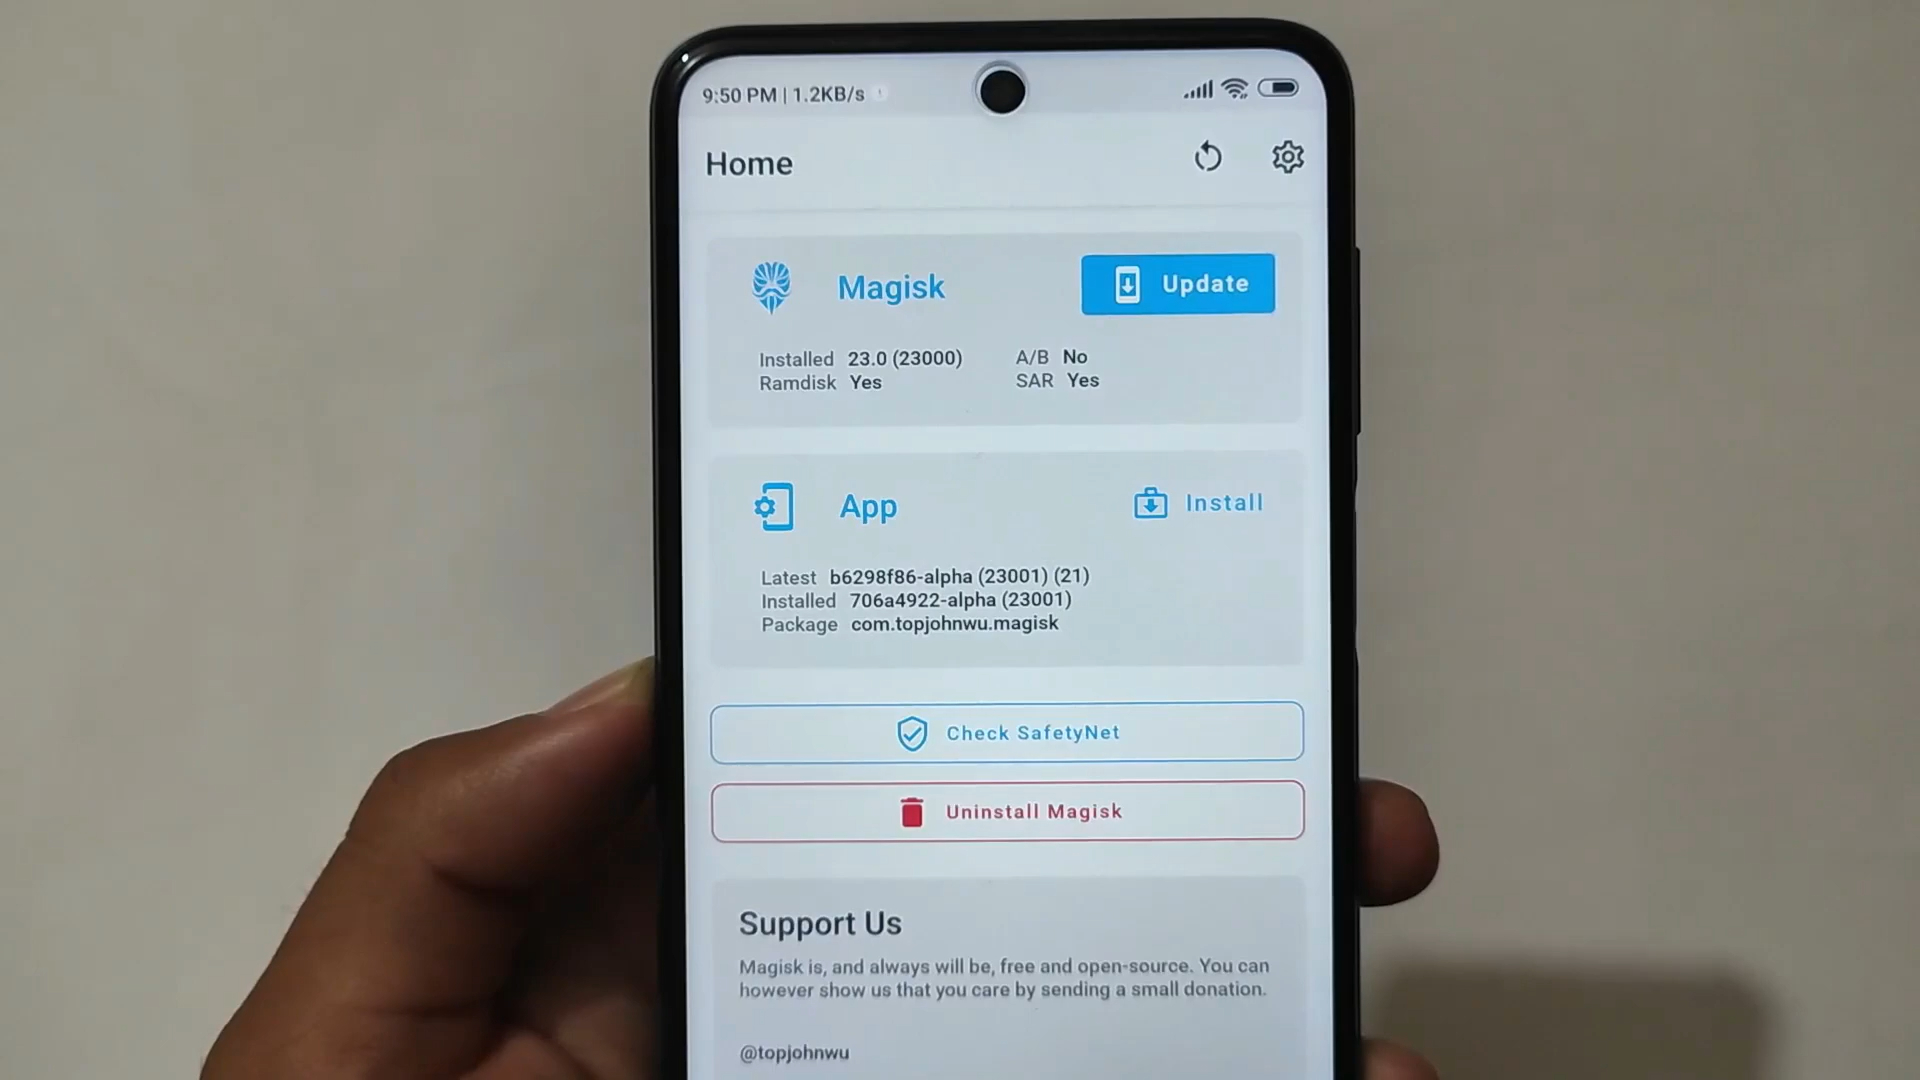 9:50 PM | 1.2KB/s
Home
Magisk
Update
Installed 23.0 (23000)
A/B No
Ramdisk Yes
SAR Yes
App
Install
Latest b6298f86-alpha (23001) (21)
Installed 706a4922-alpha (23001)
Package com.topjohnwu.magisk
Check SafetyNet
Uninstall Magisk
Support Us
Magisk is, and always will be, free and open-source. You can
however show us that you care by sending a small donation.
@topjohnwu